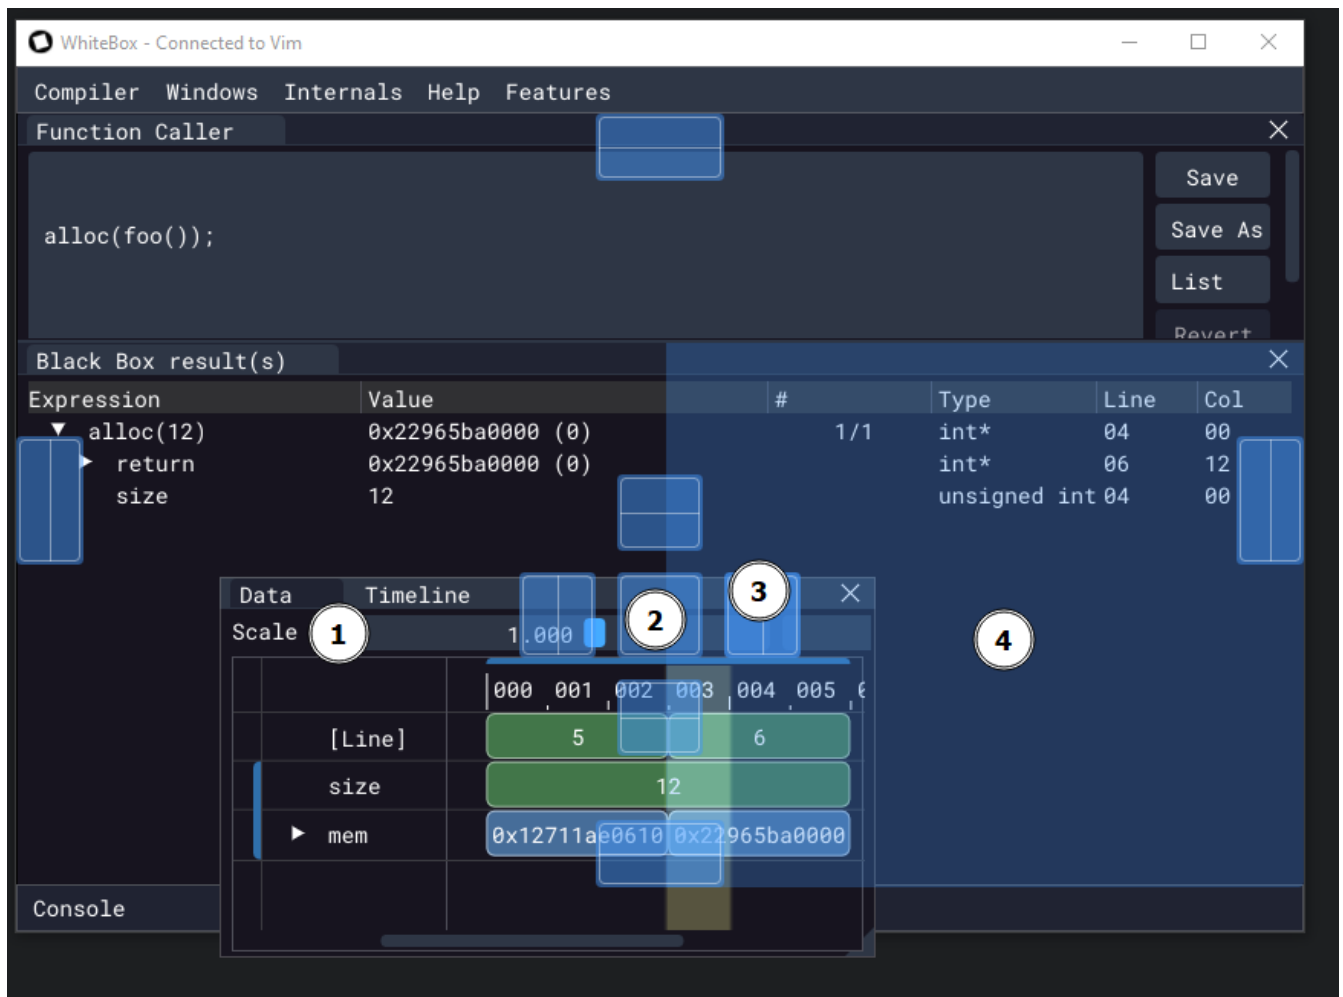 WhiteBox - Connected to Vim
Compiler Windows Internals Help Features
Function Caller
Save
alloc(foo());
Save As
List
Revert
Black Box result(s)
Expression Value # Type Line Col
alloc(12) 0x22965ba0000 (0) 1/1 int* 04 00
return 0x22965ba0000 (0) int* 06 12
size 12 unsigned int 04 00
Data Timeline 3
Scale 1 1.000 2 4
000 001 002 003 004 005
[Line] 5 6
size 12
mem 0x12711ae0610 0x22965ba0000
Console